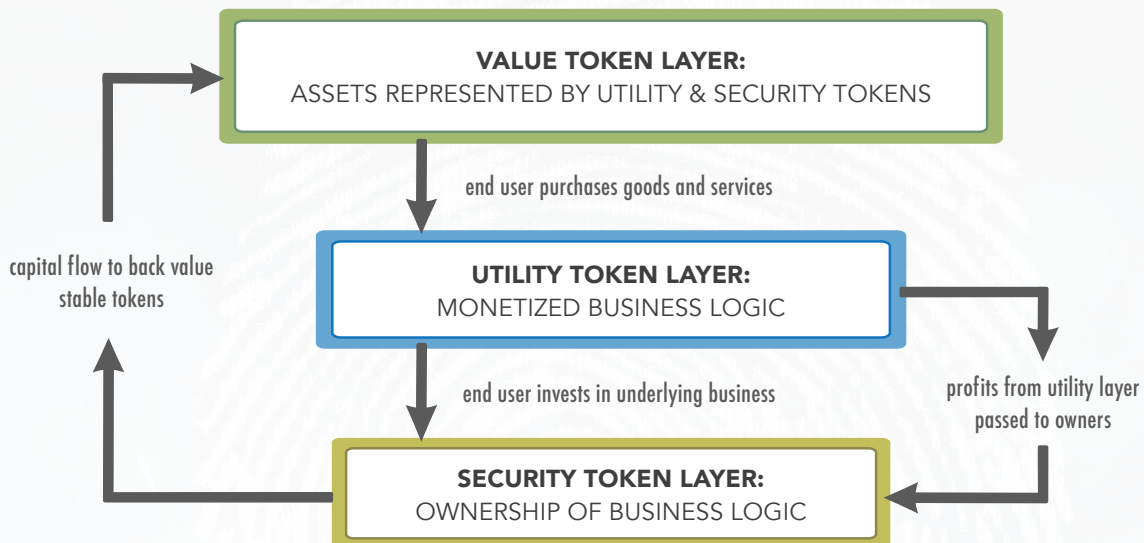 VALUE TOKEN LAYER:
ASSETS REPRESENTED BY UTILITY & SECURITY TOKENS
end user purchases goods and services
capital flow to back value
stable tokens
UTILITY TOKEN LAYER:
MONETIZED BUSINESS LOGIC
end user invests in underlying business
profits from utility layer
passed to owners
SECURITY TOKEN LAYER:
OWNERSHIP OF BUSINESS LOGIC